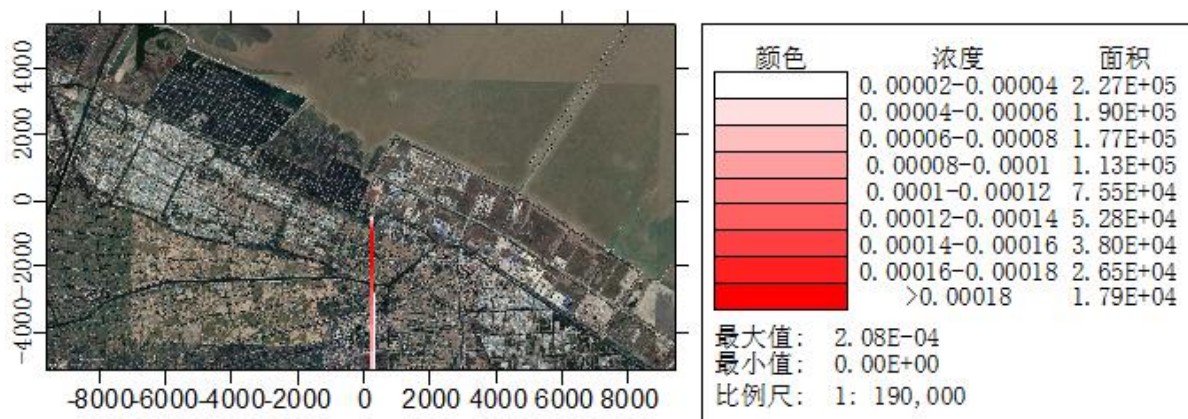 4000
2000
0
-2000
-4000
-8000 -6000 -4000 -2000 0 2000 4000 6000 8000
颜色 浓度 面积
0.00002-0.00004 2.27E+05
0.00004-0.00006 1.90E+05
0.00006-0.00008 1.77E+05
0.00008-0.0001 1.13E+05
0.0001-0.00012 7.55E+04
0.00012-0.00014 5.28E+04
0.00014-0.00016 3.80E+04
0.00016-0.00018 2.65E+04
>0.00018 1.79E+04
最大值: 2.08E-04
最小值: 0.00E+00
比例尺: 1: 190,000